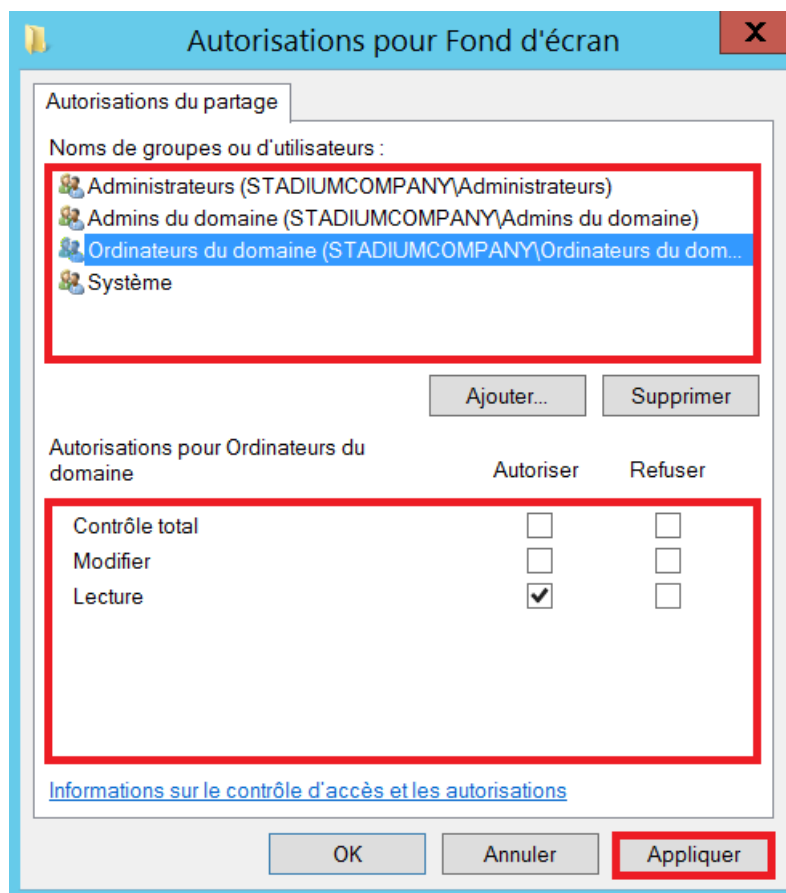 Autorisations pour Fond d'écran
X
Autorisations du partage
Noms de groupes ou d'utilisateurs :
Administrateurs (STADIUMCOMPANY\Administrateurs)
Admins du domaine (STADIUMCOMPANY\Admins du domaine)
Ordinateurs du domaine (STADIUMCOMPANY\Ordinateurs du dom...
Système
Ajouter... Supprimer
Autorisations pour Ordinateurs du
domaine Autoriser Refuser
Contrôle total
Modifier
Lecture
Informations sur le contrôle d'accès et les autorisations
OK Annuler Appliquer